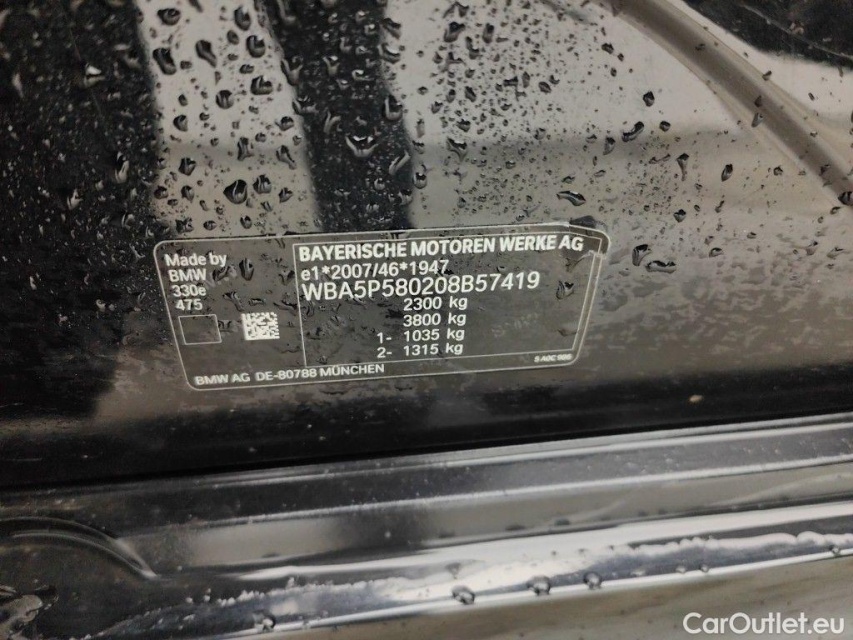 Made by
BMW
330e
475
BAYERISCHE MOTOREN WERKE AG
e1*2007/46*1947
WBA5P580208B57419
2300 kg
3800 kg
1- 1035 kg
2- 1315 kg
BMW AG DE-80788 MÜNCHEN
CarOutlet.eu